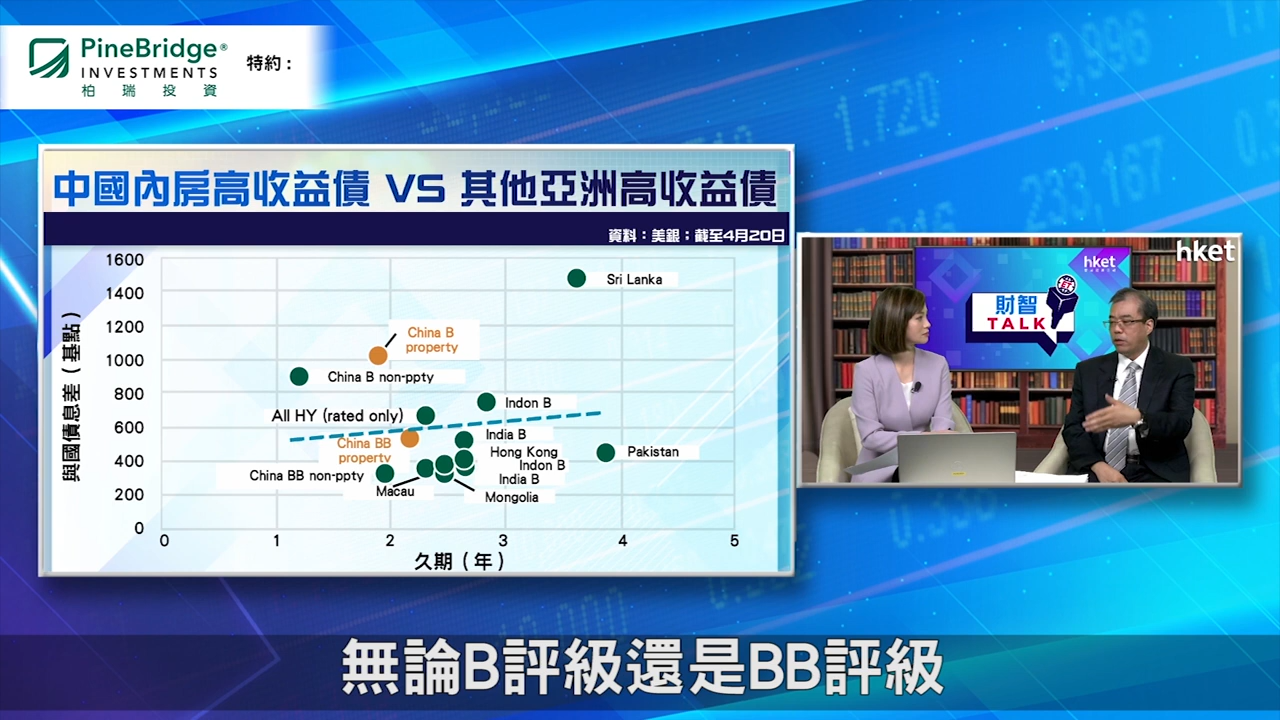 PineBridge®
INVESTMENTS
柏瑞投資
特約：
中國內房高收益債 VS 其他亞洲高收益債
資料：美銀；截至4月20日
與國債息差（基點）
1600
1400
1200
1000
800
600
400
200
0
0 1 2 3 4 5
久期（年）
Sri Lanka
China B
property
China B non-ppty
Indon B
All HY (rated only)
China BB
property
India B
Hong Kong
Pakistan
Indon B
China BB non-ppty
India B
Macau
Mongolia
hket
hket
財智
TALK
無論B評級還是BB評級